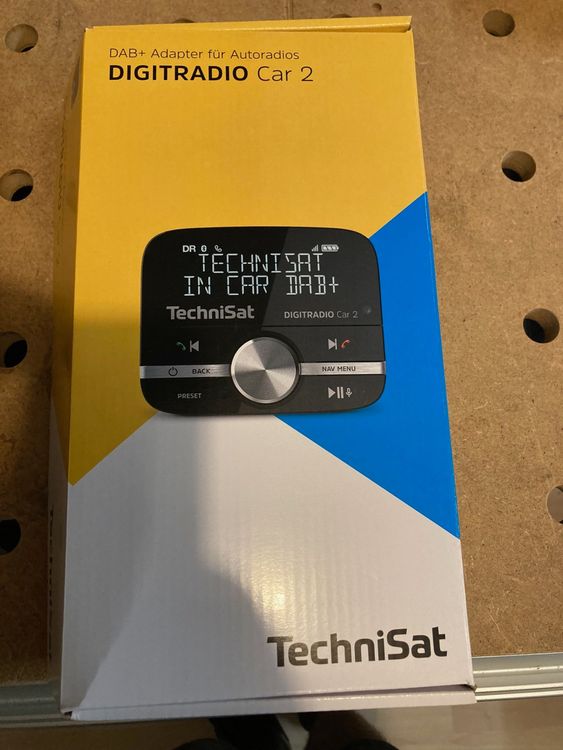 DAB+ Adapter für Autoradios
DIGITRADIO Car 2
DR
TECHNISAT
IN CAR DAB+
TechniSat
DIGITRADIO Car 2
BACK
NAV MENU
PRESET
TechniSat